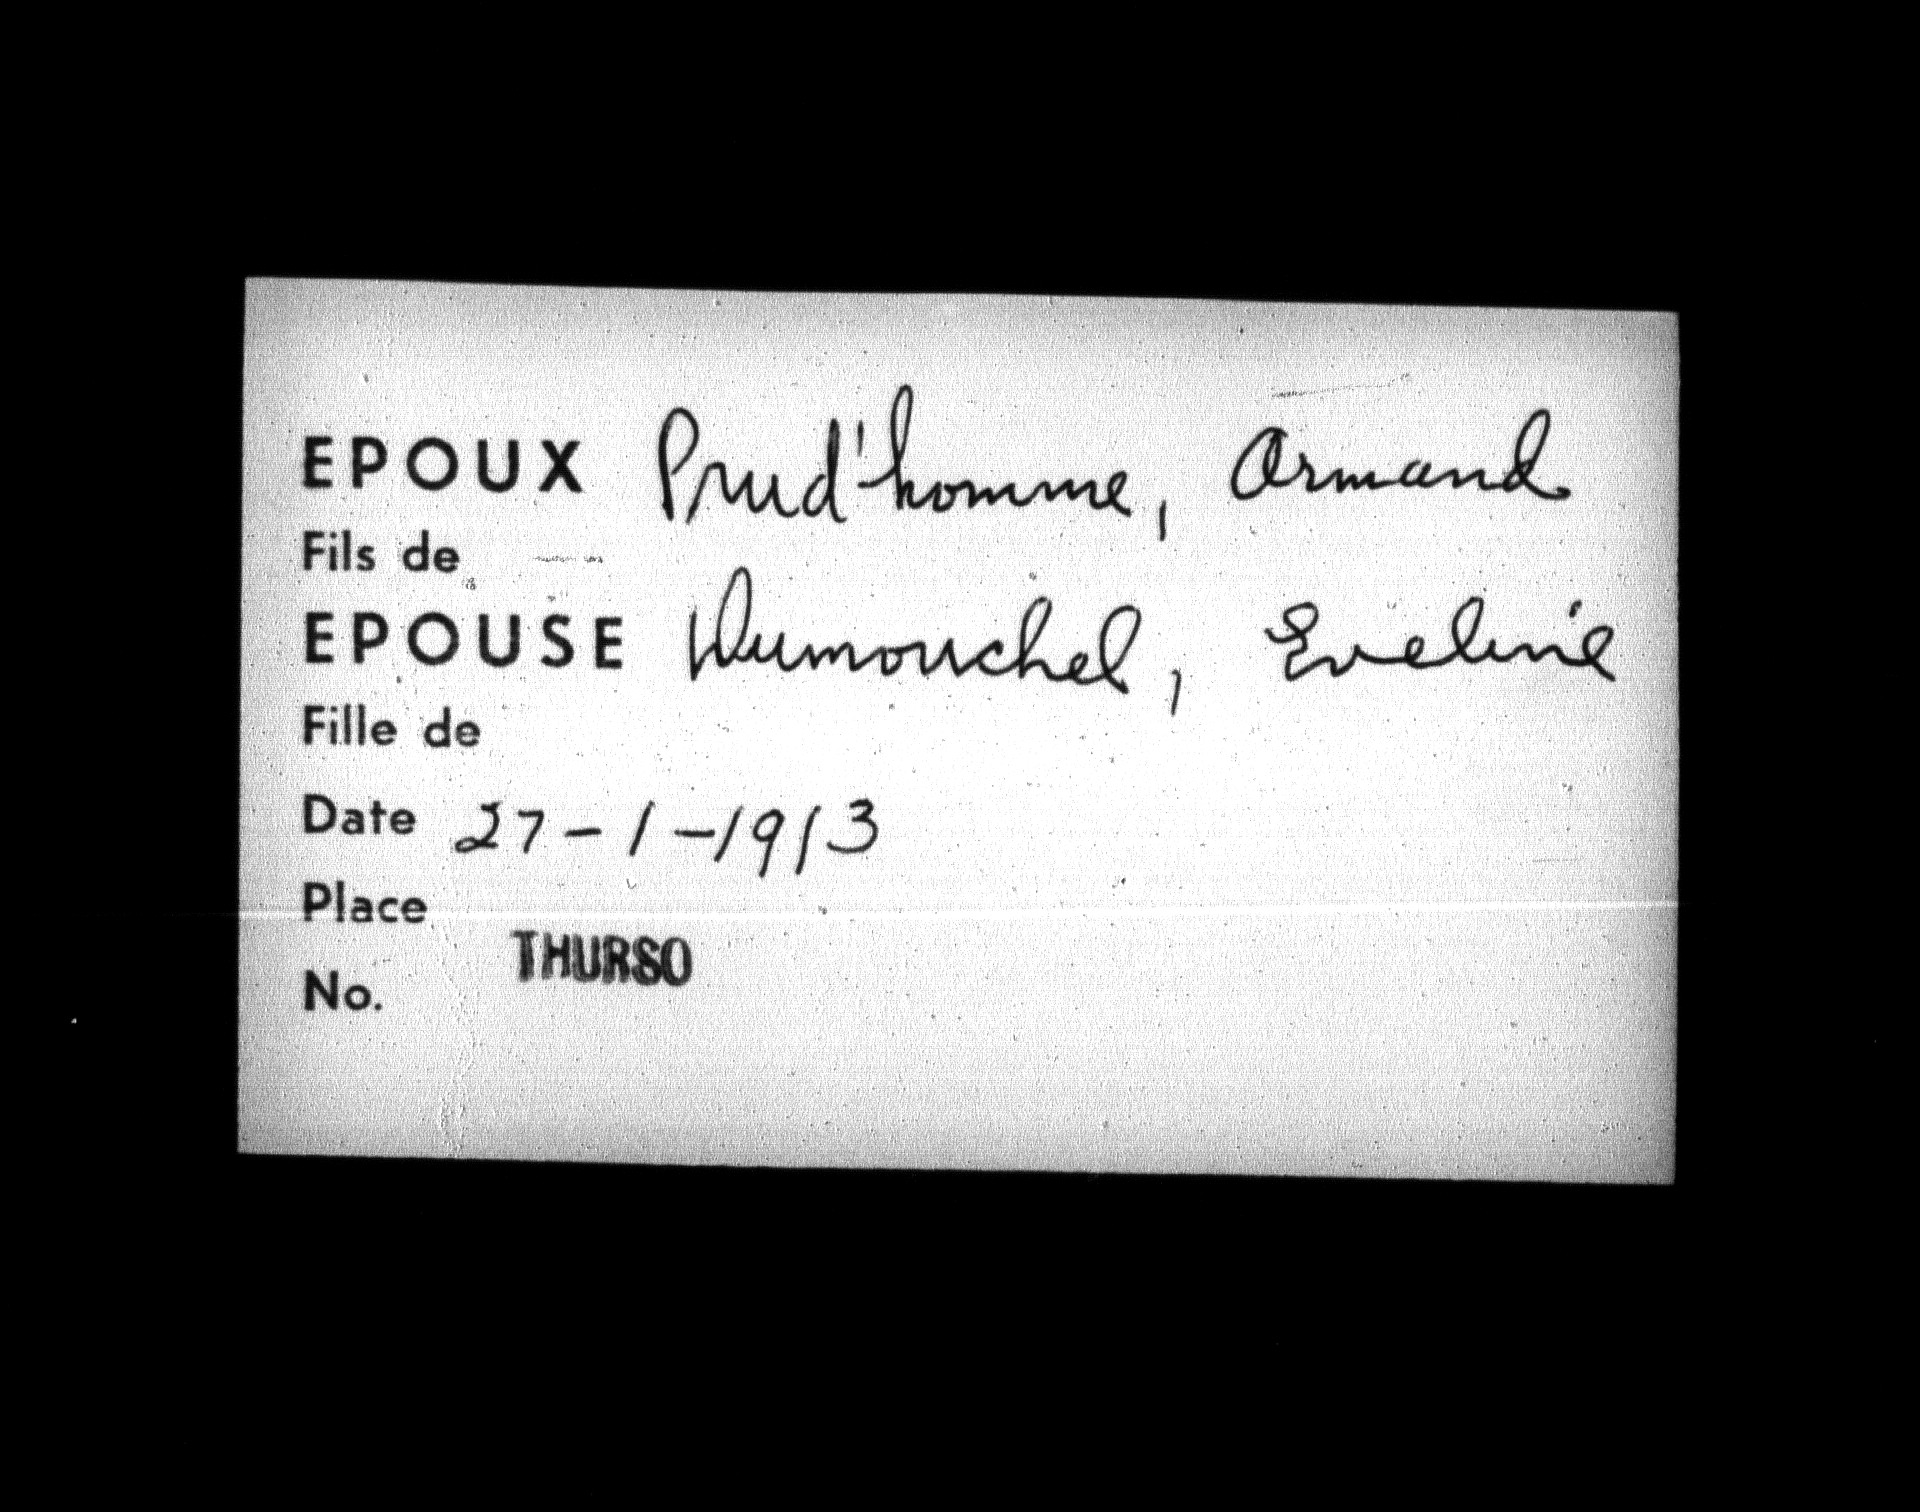 EPOUX Prud'homme, Armand
Fils de
EPOUSE Dumouchel, Eveline
Fille de
Date 27-1-1913
Place
THURSO
No.